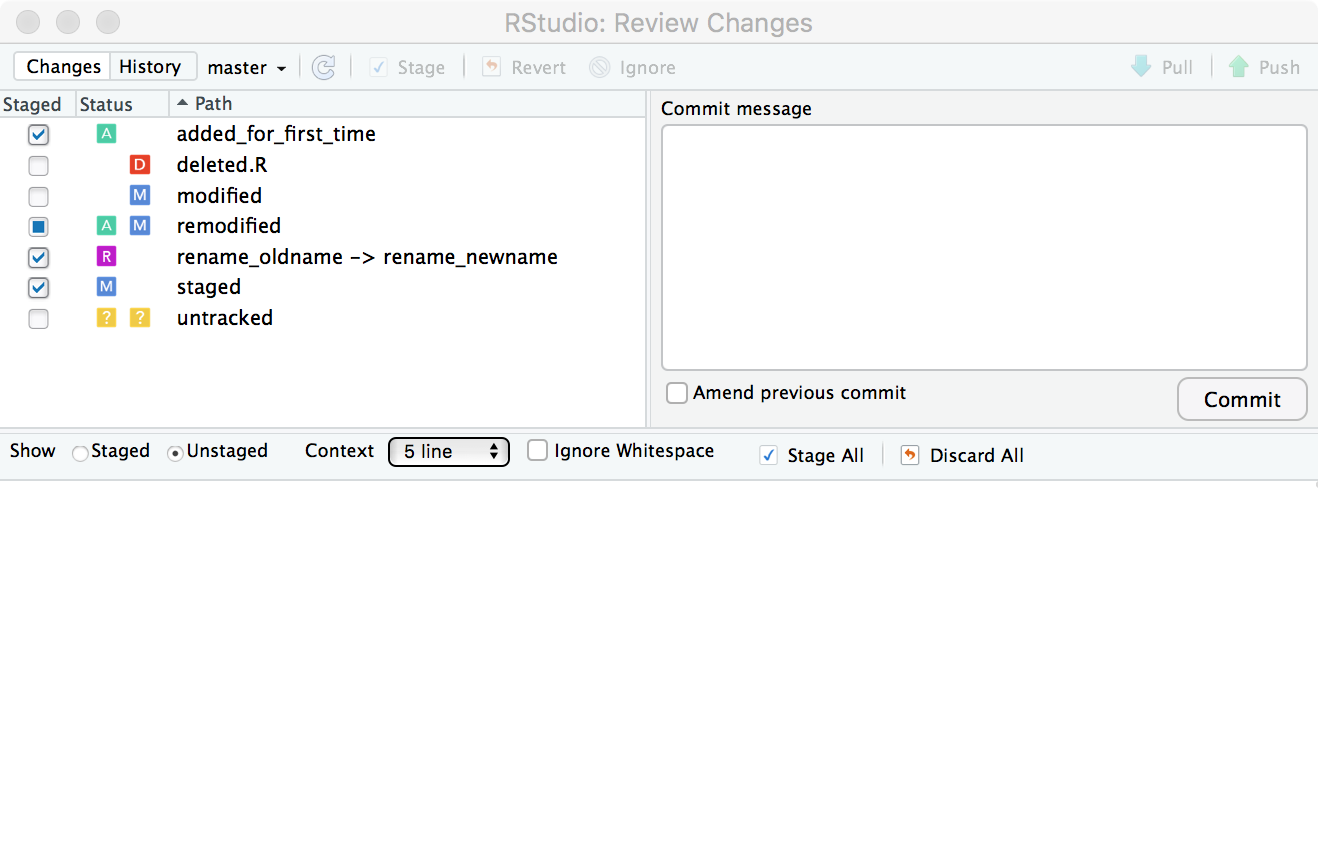 RStudio: Review Changes
Changes History master Stage Revert Ignore Pull Push
Staged Status Path
Commit message
A added_for_first_time
D deleted.R
M modified
A M remodified
R rename_oldname -> rename_newname
M staged
? ? untracked
Amend previous commit
Commit
Show Staged Unstaged Context 5 line Ignore Whitespace Stage All Discard All